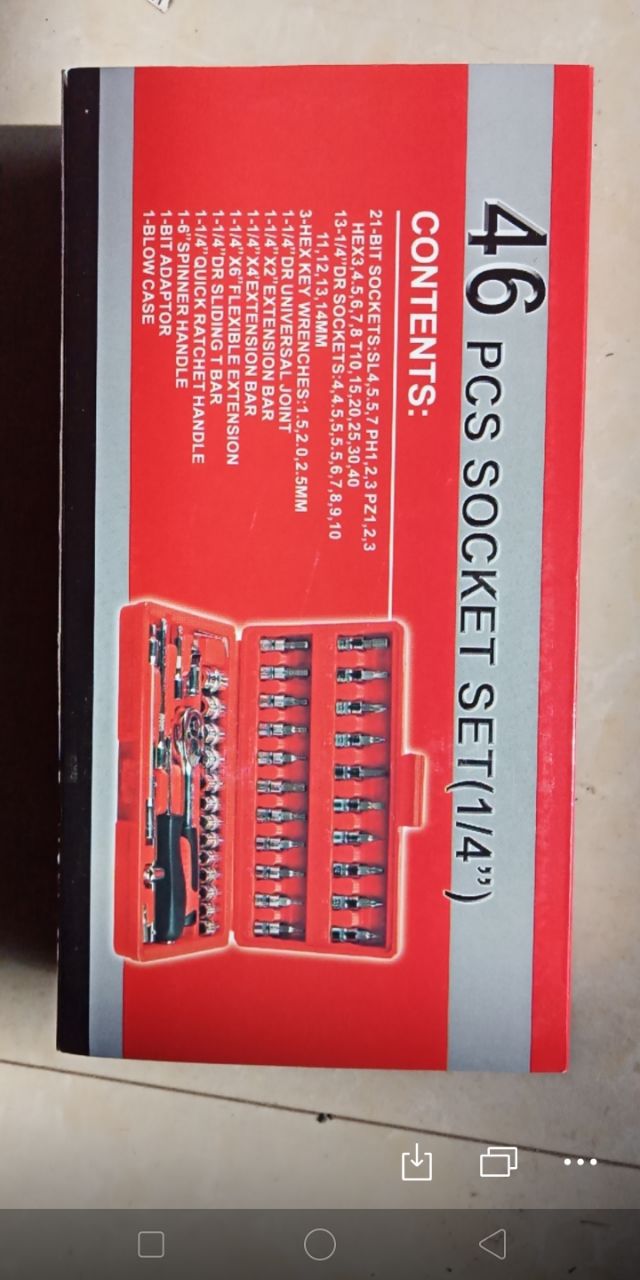 46 PCS SOCKET SET(1/4")
CONTENTS:
21-BIT SOCKETS:SL4,5.5,7 PH1,2,3 PZ1,2,3
HEX3,4,5,6,7,8 T10,15,20,25,30,40
13-1/4"DR SOCKETS:4,4.5,5,5.5,6,7,8,9,10
11,12,13,14MM
3-HEX KEY WRENCHES:1.5,2.0,2.5MM
1-1/4"DR UNIVERSAL JOINT
1-1/4"X2"EXTENSION BAR
1-1/4"X4"EXTENSION BAR
1-1/4"X6"FLEXIBLE EXTENSION
1-1/4"DR SLIDING T BAR
1-1/4"QUICK RATCHET HANDLE
1-6"SPINNER HANDLE
1-BIT ADAPTOR
1-BLOW CASE